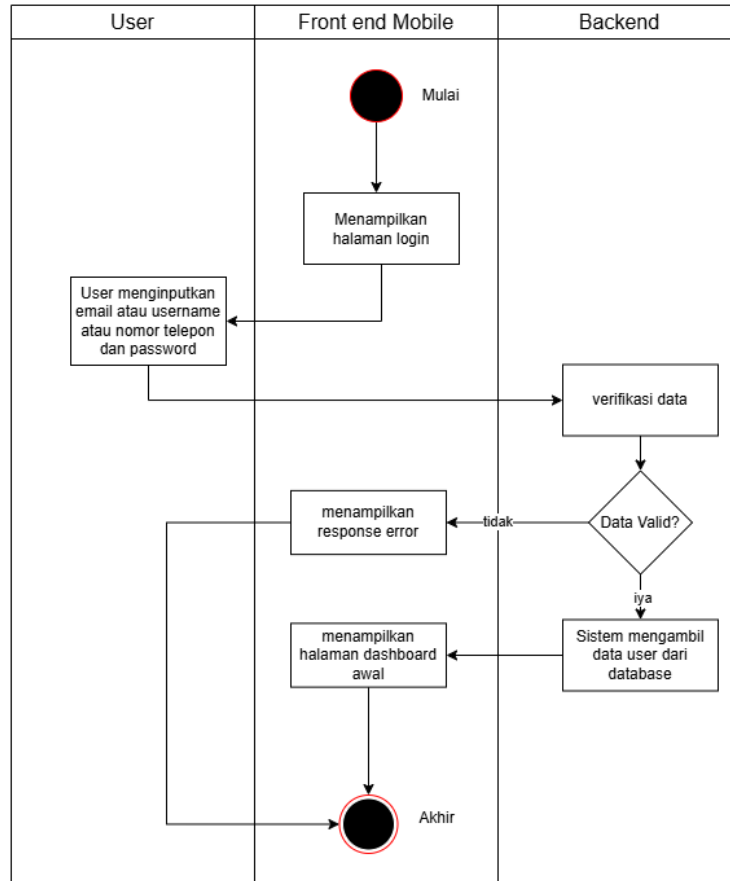 User
Front end Mobile
Backend
Mulai
Menampilkan
halaman login
User menginputkan
email atau username
atau nomor telepon
dan password
verifikasi data
menampilkan
response error
tidak
Data Valid?
iya
menampilkan
halaman dashboard
awal
Sistem mengambil
data user dari
database
Akhir